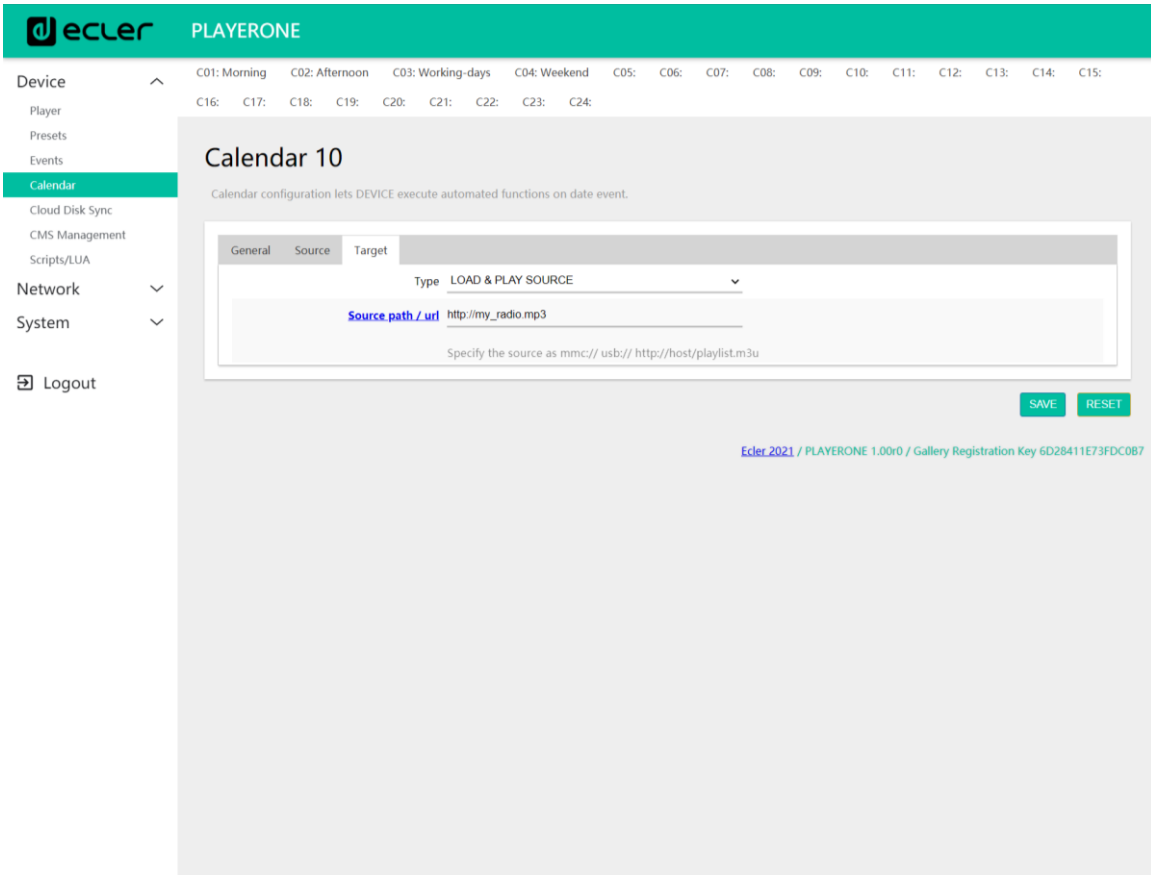 ecler
PLAYERONE
Device
Player
Presets
Events
Calendar
Cloud Disk Sync
CMS Management
Scripts/LUA
Network
System
Logout
C01: Morning C02: Afternoon C03: Working-days C04: Weekend C05: C06: C07: C08: C09: C10: C11: C12: C13: C14: C15:
C16: C17: C18: C19: C20: C21: C22: C23: C24:
Calendar 10
Calendar configuration lets DEVICE execute automated functions on date event.
General Source Target
Type LOAD & PLAY SOURCE
Source path / url http://my_radio.mp3
Specify the source as mmc:// usb:// http://host/playlist.m3u
SAVE RESET
Ecler 2021 / PLAYERONE 1.00r0 / Gallery Registration Key 6D28411E73FDC0B7